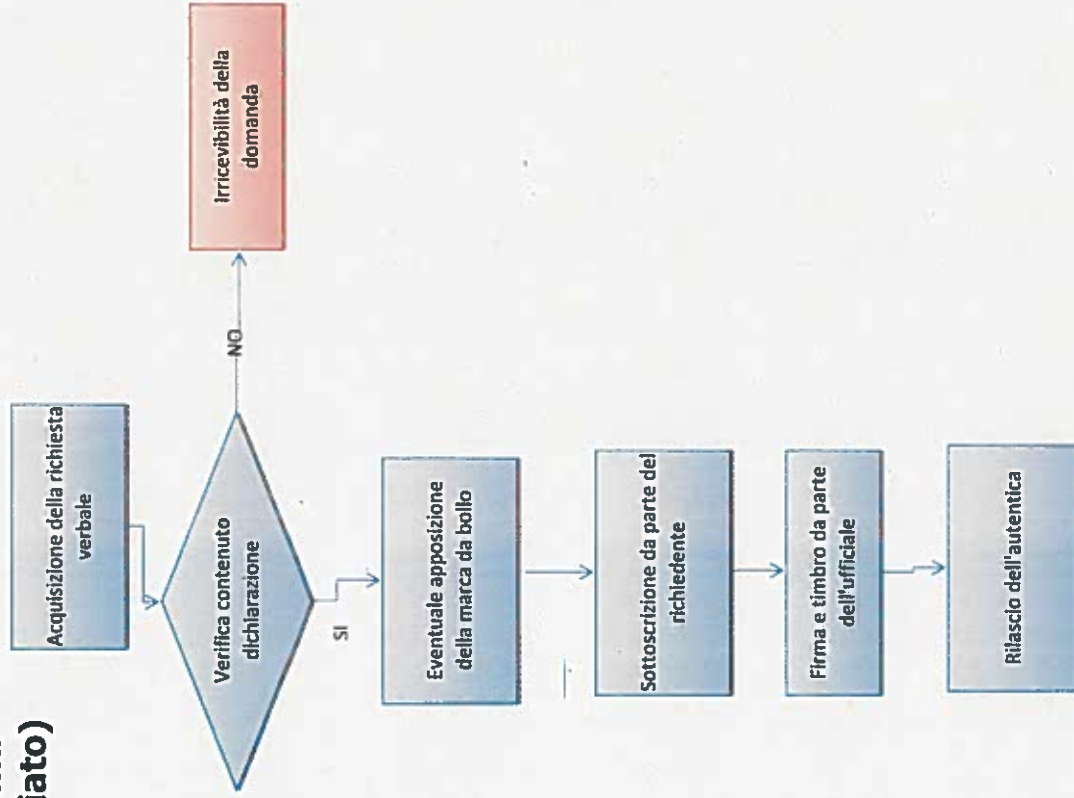 iato)
Acquisizione della richiesta
verbale
Verifica contenuto
dichiarazione
NO
Irricevibilità della
domanda
SI
Eventuale apposizione
della marca da bollo
Sottoscrizione da parte del
richiedente
Firma e timbro da parte
dell'ufficiale
Rilascio dell'autentica